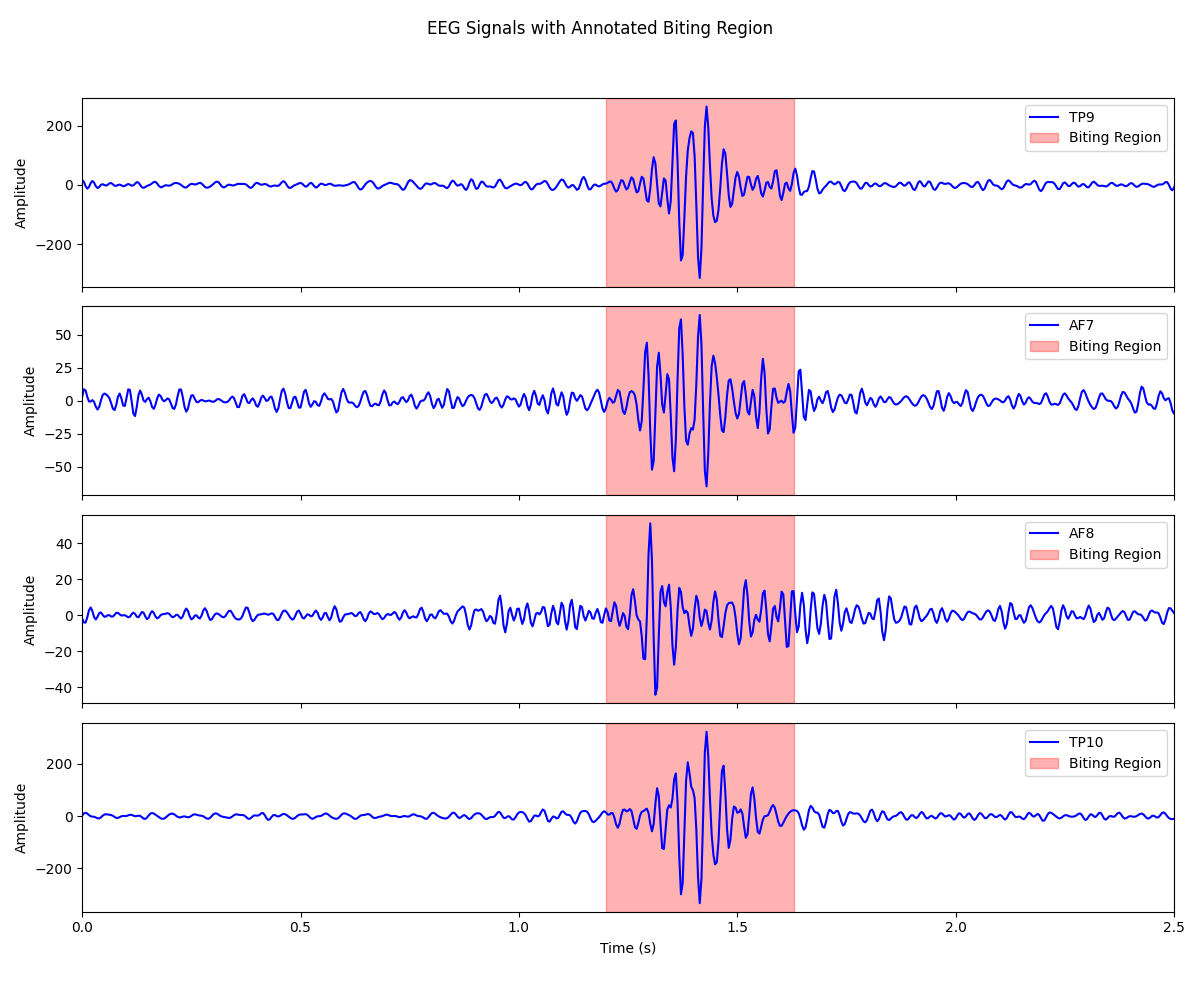 EEG Signals with Annotated Biting Region
200
0
−200
Amplitude
TP9
Biting Region
50
25
0
−25
−50
Amplitude
AF7
Biting Region
40
20
0
−20
−40
Amplitude
AF8
Biting Region
200
0
−200
Amplitude
TP10
Biting Region
0.0 0.5 1.0 1.5 2.0 2.5
Time (s)